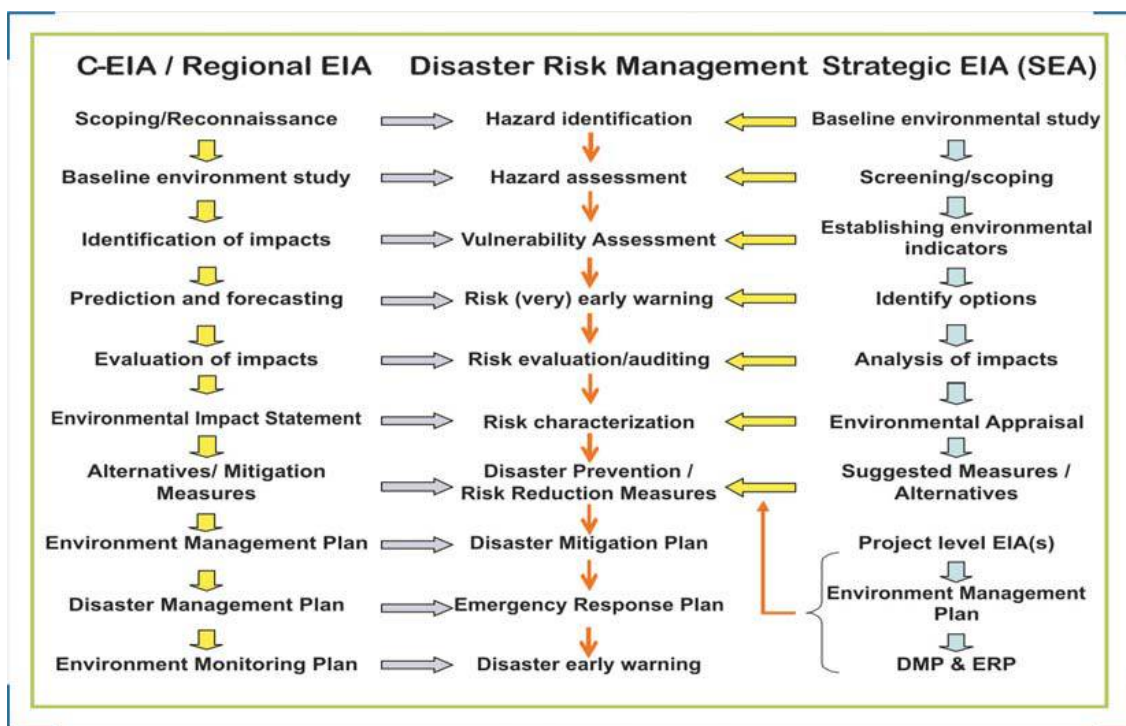 C-EIA / Regional EIA Disaster Risk Management Strategic EIA (SEA)
Scoping/Reconnaissance Hazard identification Baseline environmental study
Baseline environment study Hazard assessment Screening/scoping
Identification of impacts Vulnerability Assessment Establishing environmental
indicators
Prediction and forecasting Risk (very) early warning Identify options
Evaluation of impacts Risk evaluation/auditing Analysis of impacts
Environmental Impact Statement Risk characterization Environmental Appraisal
Alternatives/ Mitigation Disaster Prevention / Suggested Measures /
Measures Risk Reduction Measures Alternatives
Environment Management Plan Disaster Mitigation Plan Project level EIA(s)
Disaster Management Plan Emergency Response Plan Environment Management
Plan
Environment Monitoring Plan Disaster early warning DMP & ERP